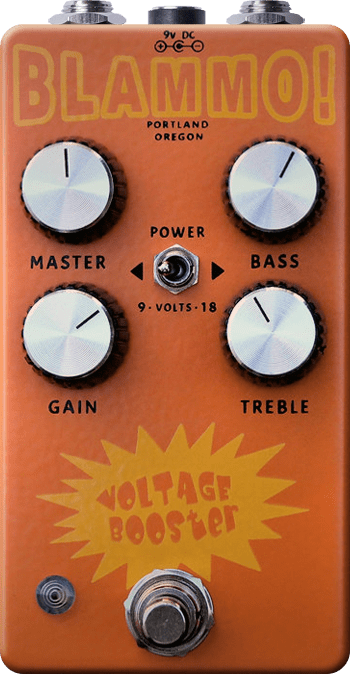 9V DC
BLAMMO!
PORTLAND
OREGON
POWER
MASTER
BASS
9·VOLTS·18
GAIN
TREBLE
VOLTAGE
BOOSTER